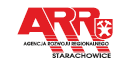 ARR
AGENCJA ROZWOJU REGIONALNEGO
STARACHOWICE